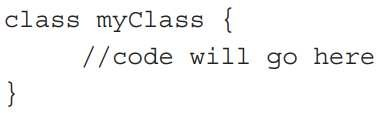 class myClass {
    //code will go here
}